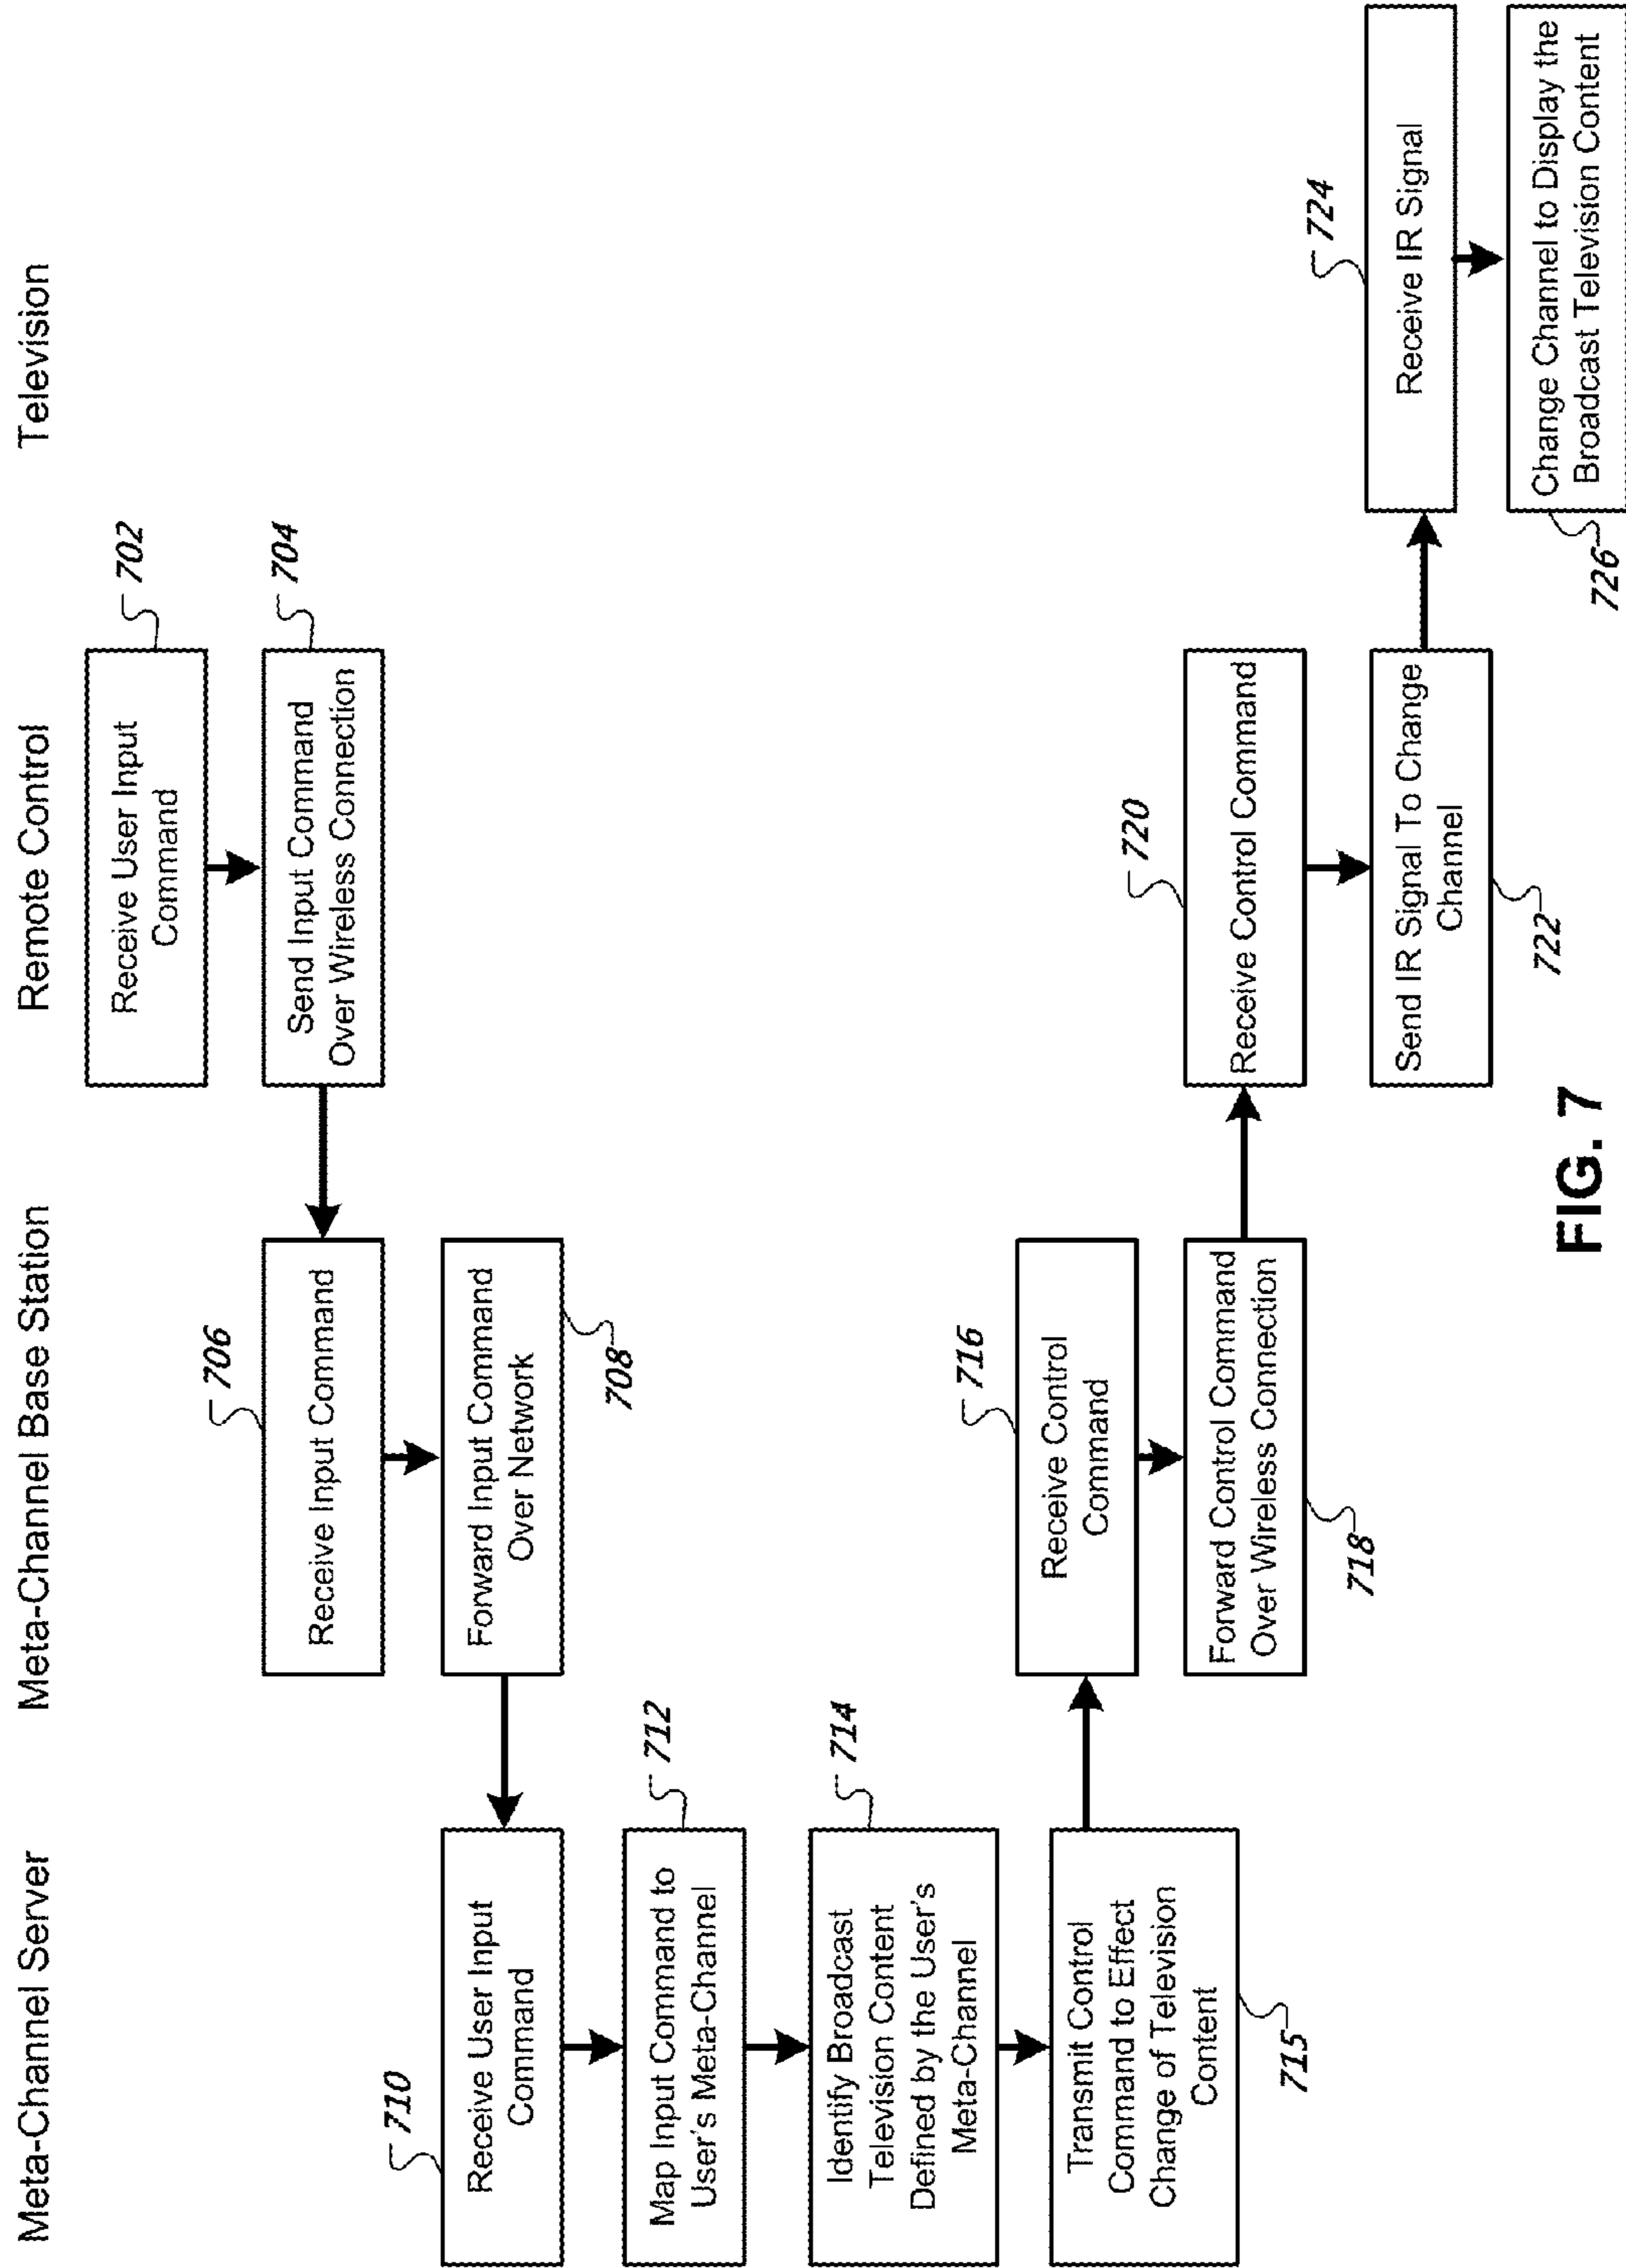 Meta-Channel Server
Meta-Channel Base Station
Remote Control
Television
Receive User Input
Command
702
Send Input Command
Over Wireless Connection
704
706
Receive Input Command
Forward Input Command
Over Network
708
710
Receive User Input
Command
Map Input Command to
User's Meta-Channel
712
Identify Broadcast
Television Content
Defined by the User's
Meta-Channel
714
Transmit Control
Command to Effect
Change of Television
Content
715
716
Receive Control
Command
Forward Control Command
Over Wireless Connection
718
720
Receive Control Command
Send IR Signal To Change
Channel
722
724
Receive IR Signal
Change Channel to Display the
Broadcast Television Content
726
FIG. 7